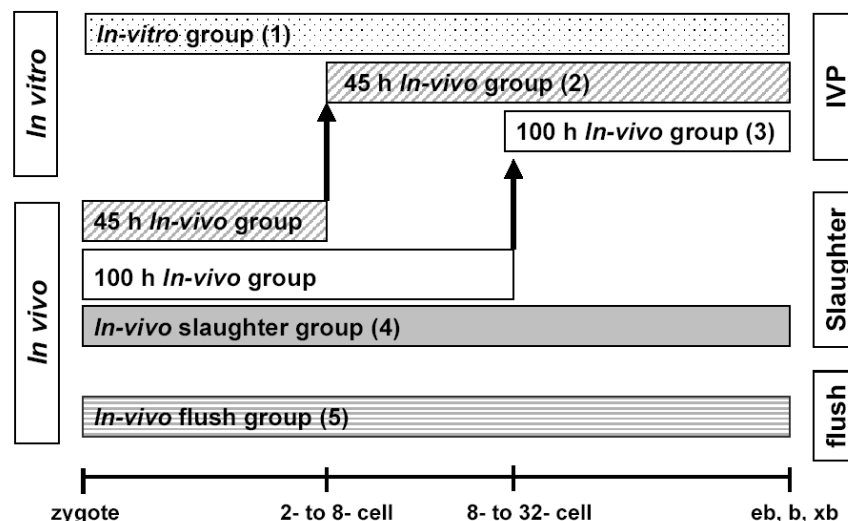 In vitro
In-vitro group (1)
45 h In-vivo group (2)
100 h In-vivo group (3)
IVP
In vivo
45 h In-vivo group
100 h In-vivo group
In-vivo slaughter group (4)
In-vivo flush group (5)
Slaughter
flush
zygote
2- to 8- cell
8- to 32- cell
eb, b, xb